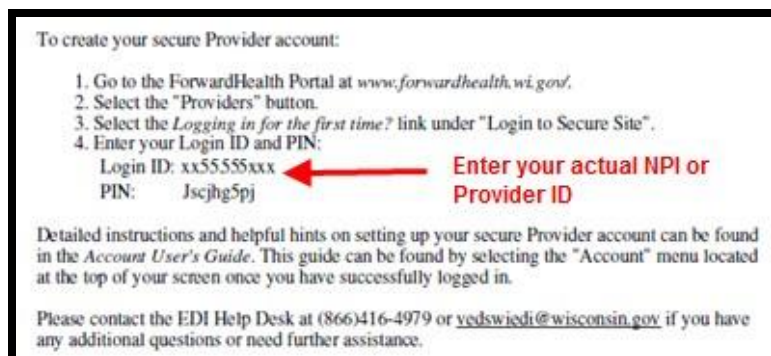 To create your secure Provider account:
1. Go to the ForwardHealth Portal at www.forwardhealth.wi.gov/.
2. Select the "Providers" button.
3. Select the Logging in for the first time? link under "Login to Secure Site".
4. Enter your Login ID and PIN:
Login ID: xx55555xxx
PIN: Jscjhg5pj
Enter your actual NPI or
Provider ID
Detailed instructions and helpful hints on setting up your secure Provider account can be found
in the Account User's Guide. This guide can be found by selecting the "Account" menu located
at the top of your screen once you have successfully logged in.
Please contact the EDI Help Desk at (866)416-4979 or vedswiedi@wisconsin.gov if you have
any additional questions or need further assistance.